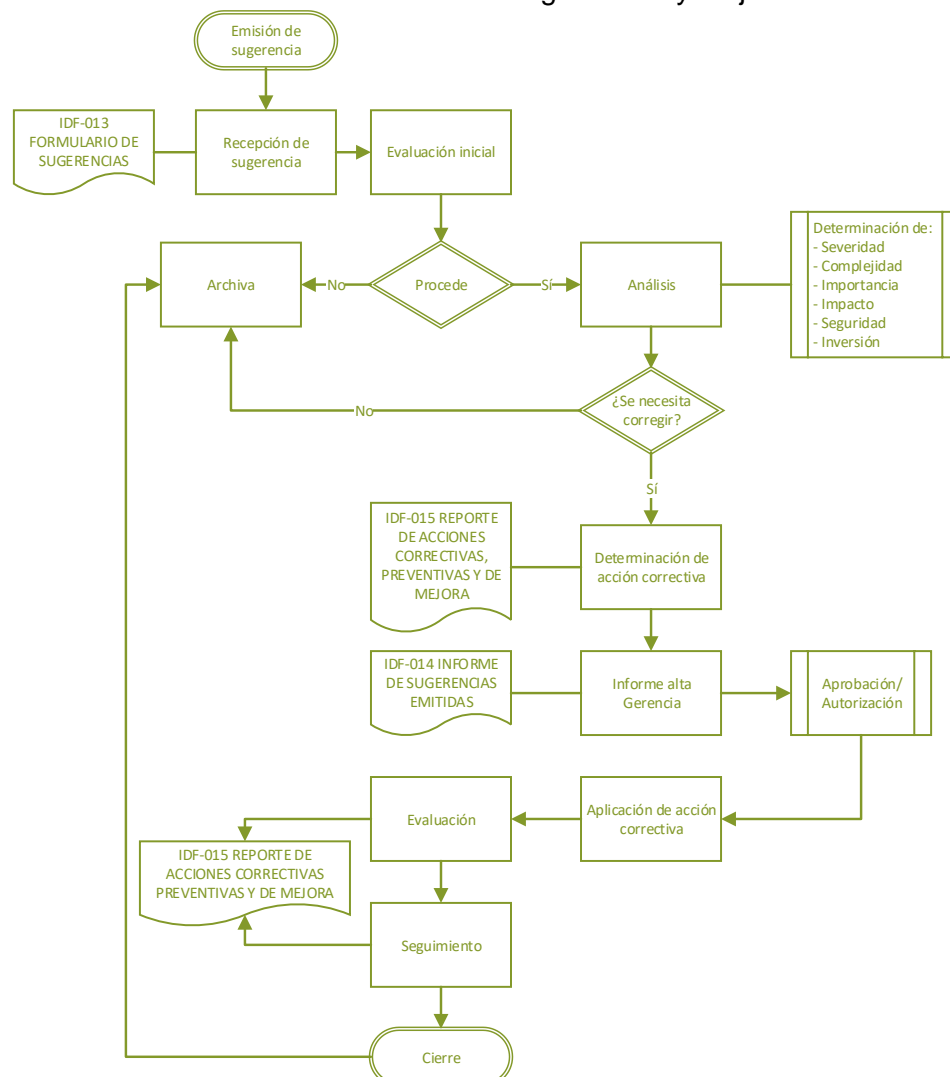 Emisión de
sugerencia
IDF-013
FORMULARIO DE
SUGERENCIAS
Recepción de
sugerencia
Evaluación inicial
Archiva
No
Procede
Sí
Análisis
Determinación de:
- Severidad
- Complejidad
- Importancia
- Impacto
- Seguridad
- Inversión
¿Se necesita
corregir?
No
Sí
IDF-015 REPORTE
DE ACCIONES
CORRECTIVAS,
PREVENTIVAS Y DE
MEJORA
Determinación de
acción correctiva
IDF-014 INFORME
DE SUGERENCIAS
EMITIDAS
Informe alta
Gerencia
Aprobación/
Autorización
Evaluación
Aplicación de acción
correctiva
IDF-015 REPORTE DE
ACCIONES CORRECTIVAS
PREVENTIVAS Y DE MEJORA
Seguimiento
Cierre